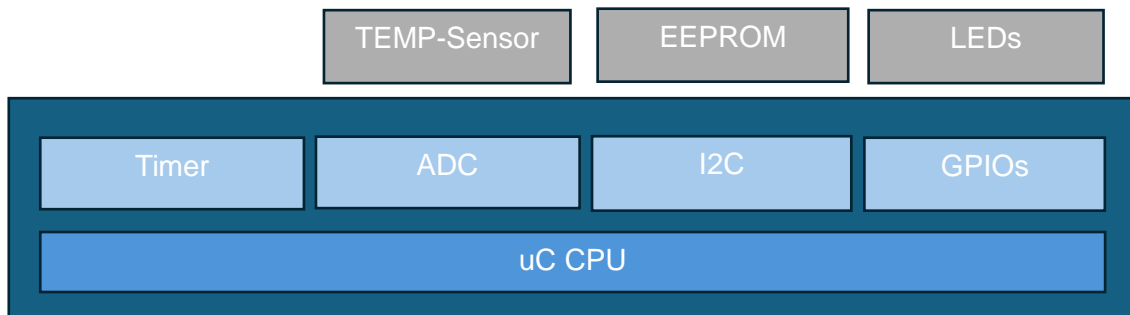 TEMP-Sensor
EEPROM
LEDs
Timer
ADC
I2C
GPIOs
uC CPU